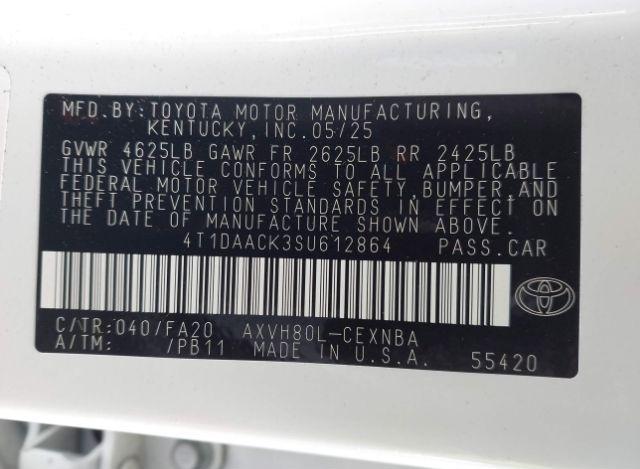 MFD.BY:TOYOTA MOTOR MANUFACTURING,
KENTUCKY,INC.05/25
GVWR 4625LB GAWR FR 2625LB RR 2425LB
THIS VEHICLE CONFORMS TO ALL APPLICABLE
FEDERAL MOTOR VEHICLE SAFETY,BUMPER,AND
THEFT PREVENTION STANDARDS IN EFFECT ON
THE DATE OF MANUFACTURE SHOWN ABOVE.
4T1DAACK3SU612864 PASS.CAR
C/TR:040/FA20 AXVH80L-CEXNBA
A/TM: /PB11 MADE IN U.S.A. 55420